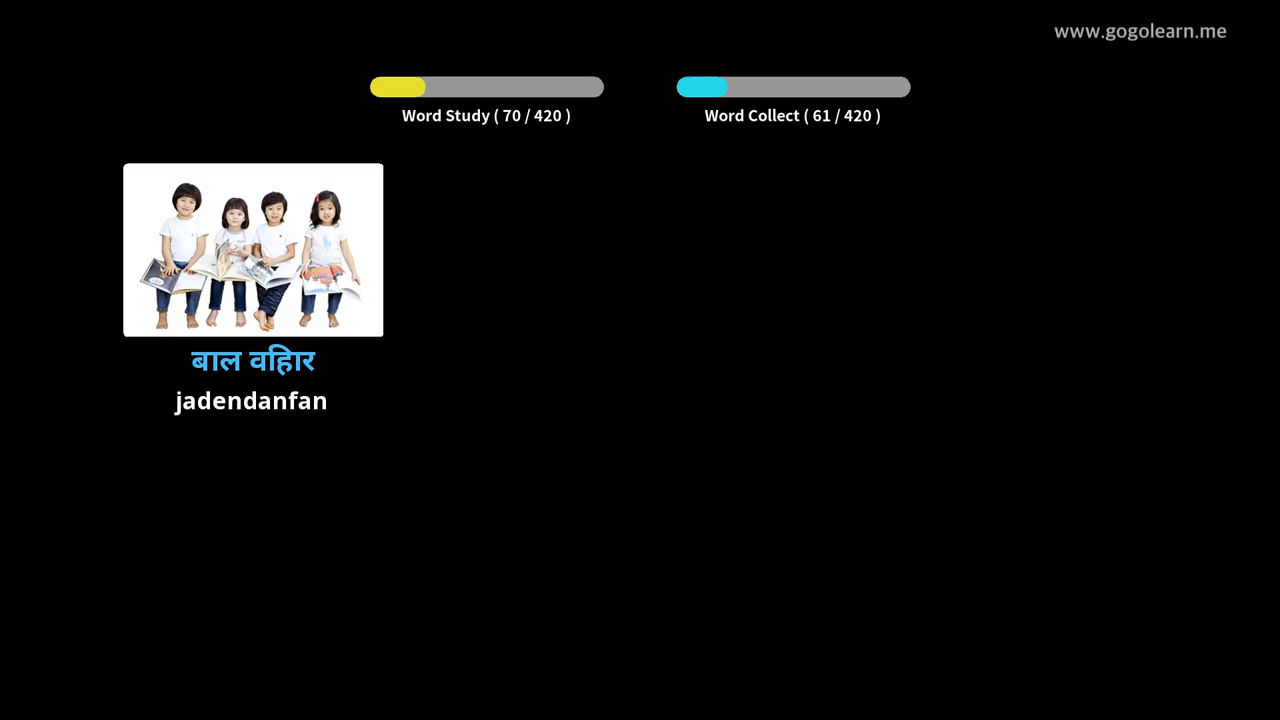 www.gogolearn.me
Word Study ( 70 / 420 )
Word Collect ( 61 / 420 )
बाल वहिार
jadendanfan